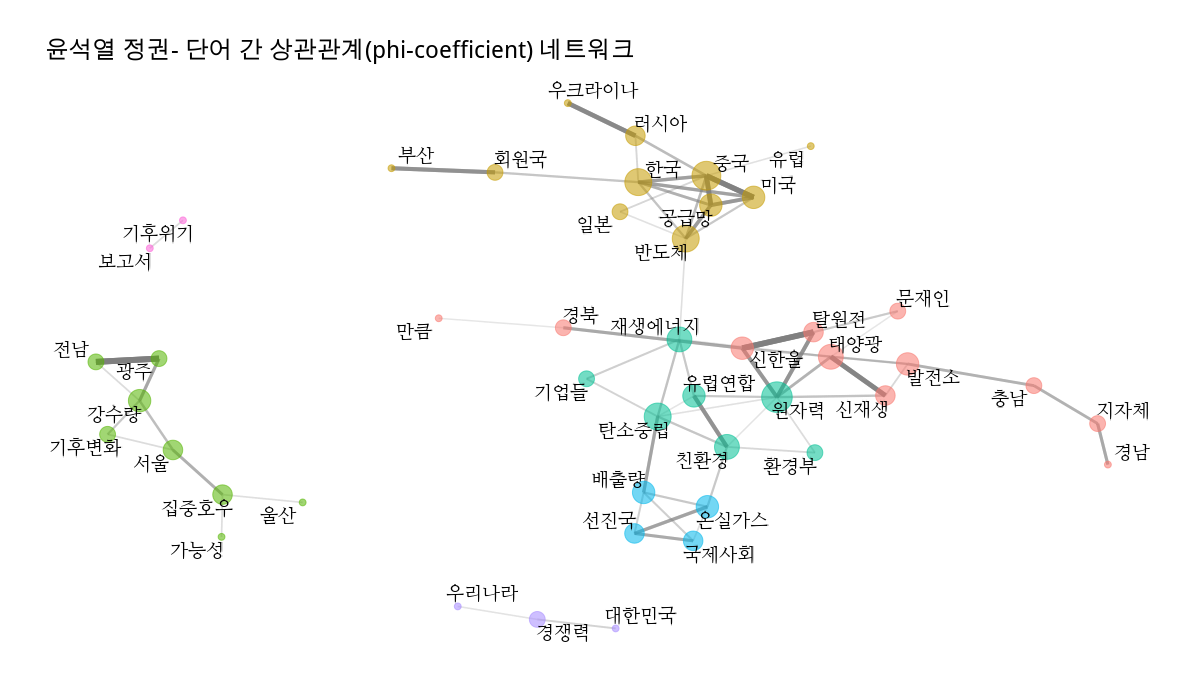 윤석열 정권- 단어 간 상관관계(phi-coefficient) 네트워크
우크라이나
러시아
부산
회원국
한국
중국
유럽
미국
일본
공급망
반도체
기후위기
보고서
문재인
만큼
경북
재생에너지
탈원전
신한울
태양광
전남
광주
기업들
유럽연합
발전소
충남
강수량
탄소중립
원자력
신재생
지자체
기후변화
서울
친환경
환경부
경남
배출량
집중호우
울산
선진국
온실가스
가능성
국제사회
우리나라
경쟁력
대한민국